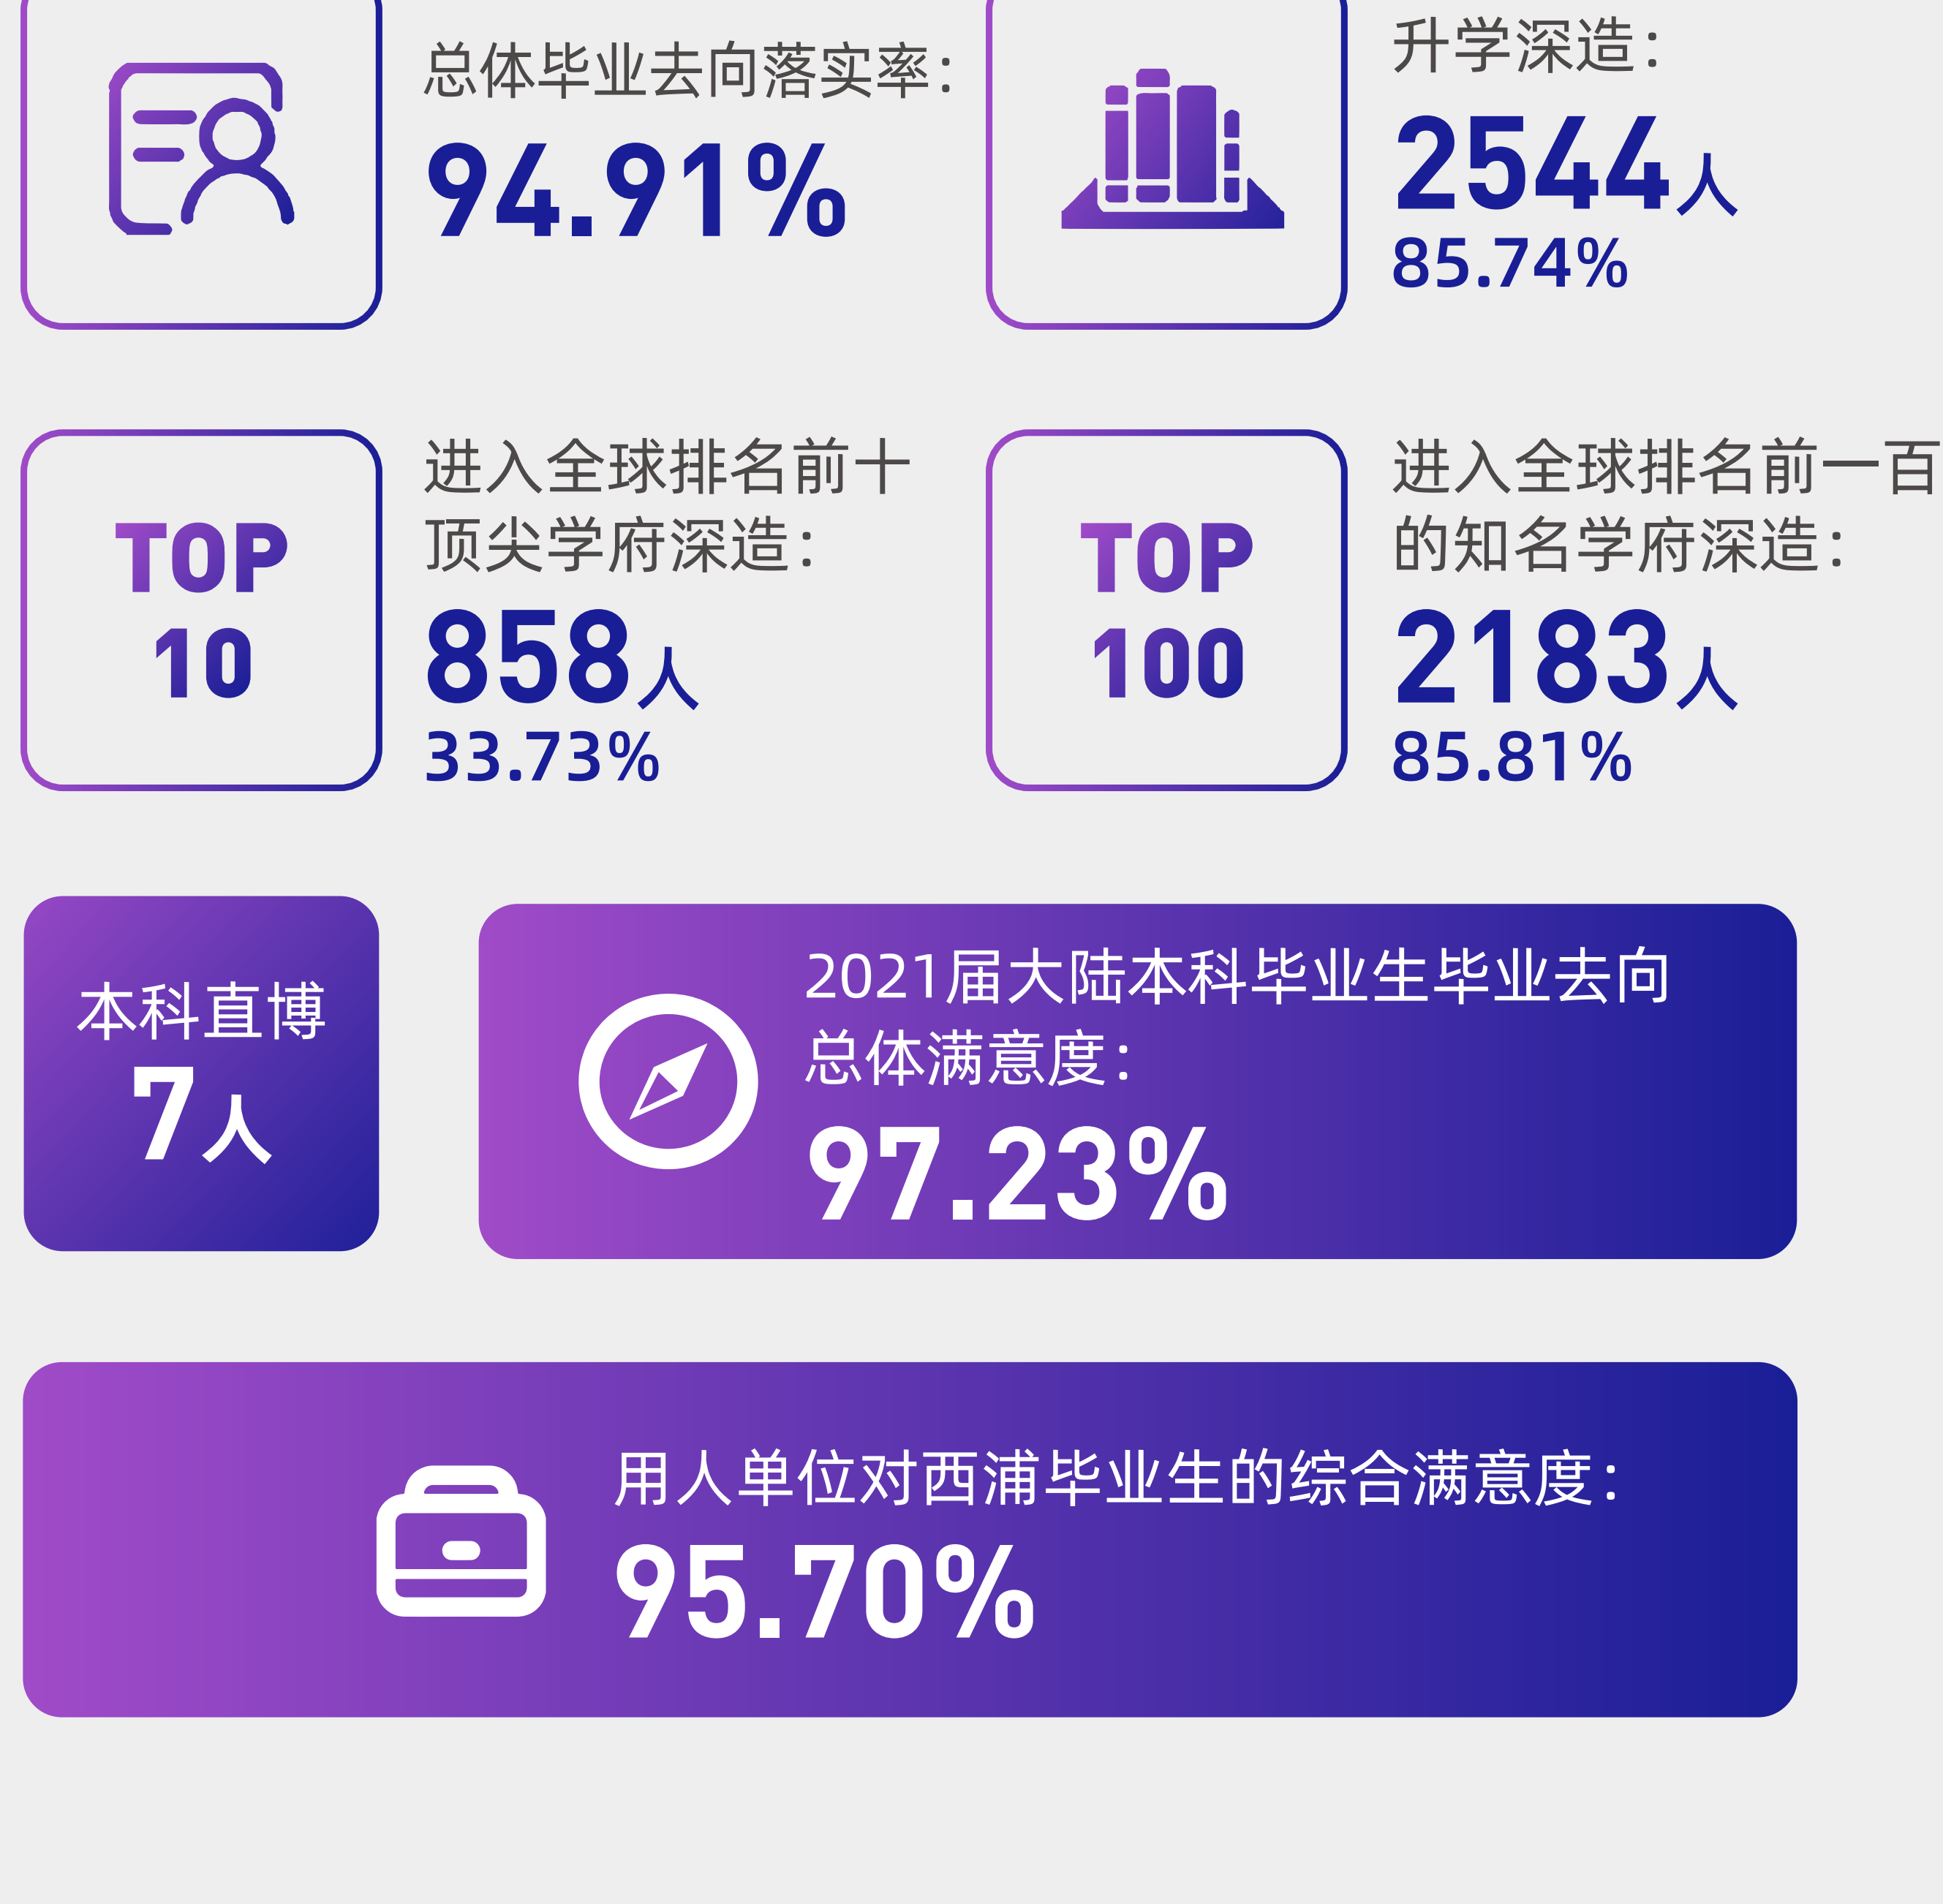 总体毕业去向落实率：
94.91%
升学深造：
2544人
85.74%
TOP
10
进入全球排名前十
顶尖学府深造：
858人
33.73%
TOP
100
进入全球排名前一百
的知名学府深造：
2183人
85.81%
本科直博
7人
2021届大陆本科毕业生毕业去向
总体满意度：
97.23%
用人单位对西浦毕业生的综合满意度：
95.70%